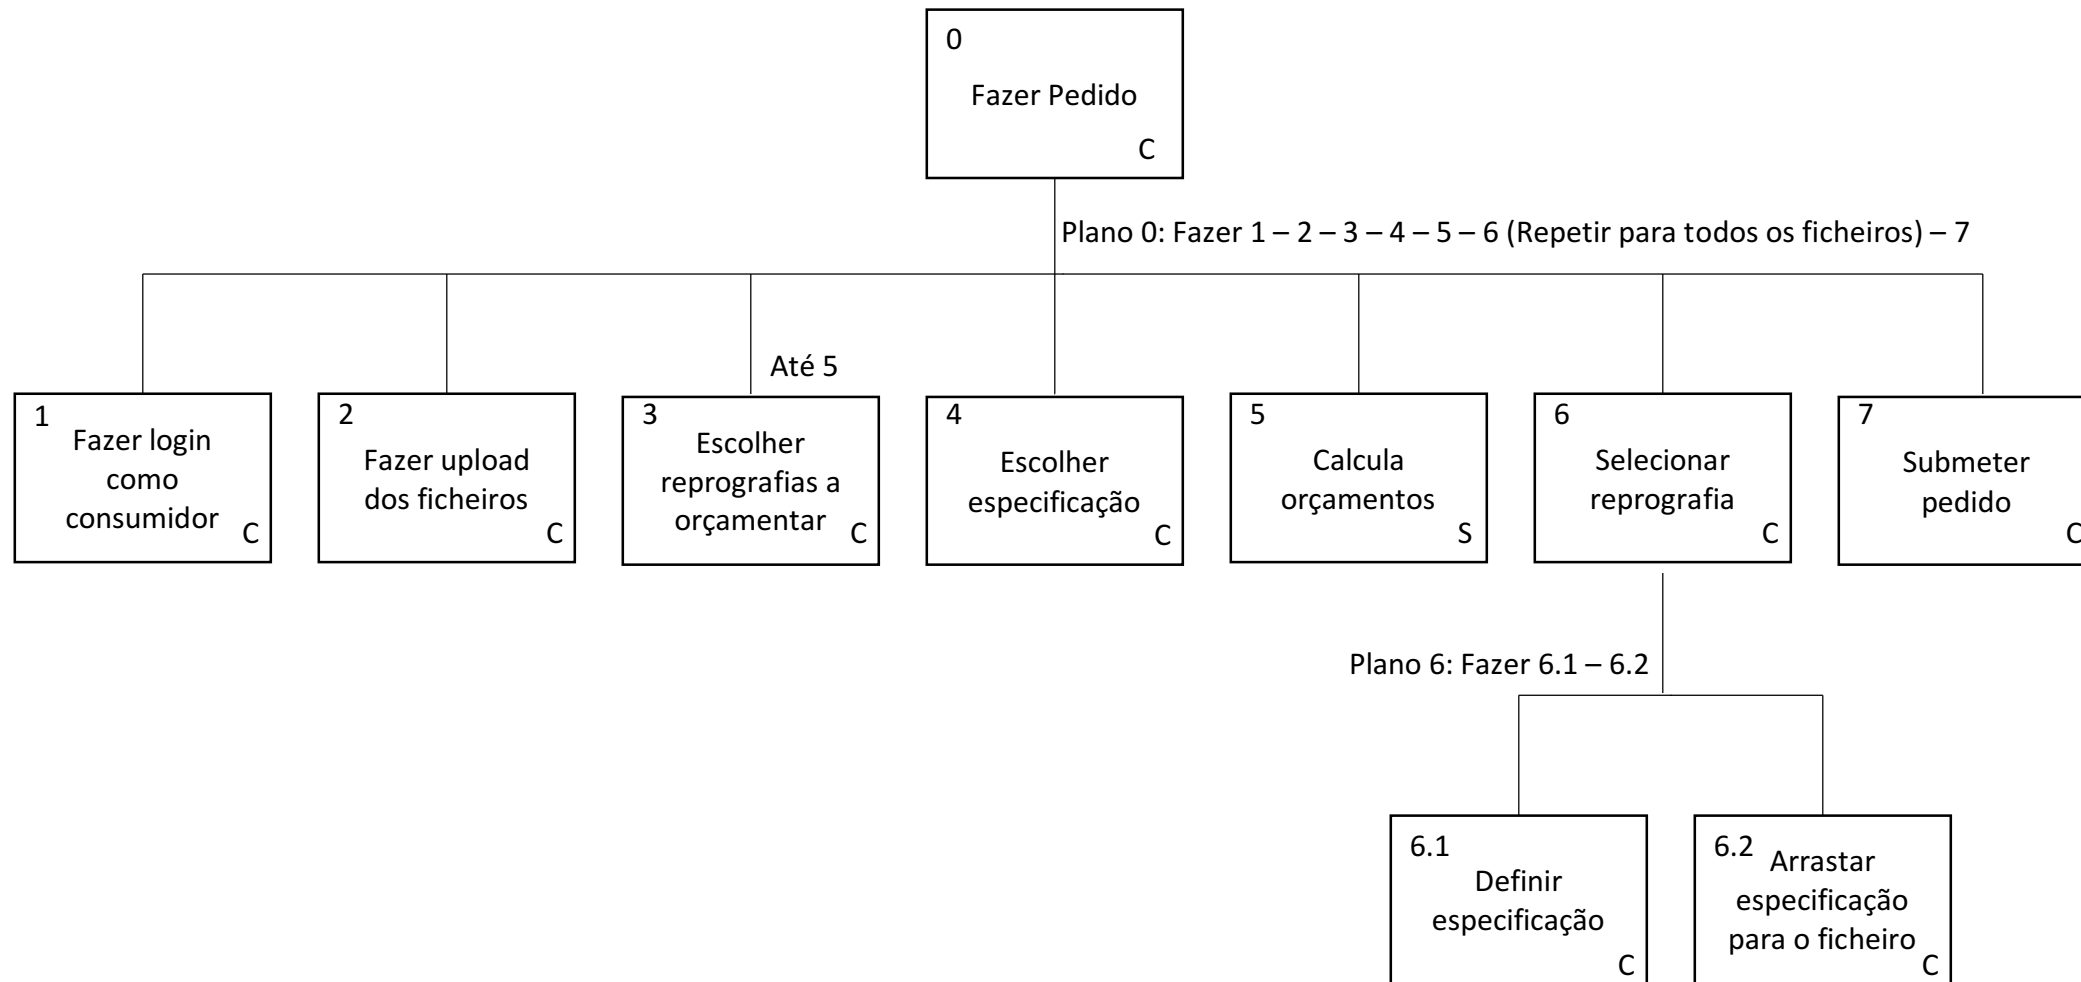 0
Fazer Pedido
C
Plano 0: Fazer 1 – 2 – 3 – 4 – 5 – 6 (Repetir para todos os ficheiros) – 7
Até 5
1
Fazer login
como
consumidor
C
2
Fazer upload
dos ficheiros
C
3
Escolher
reprografias a
orçamentar
C
4
Escolher
especificação
C
5
Calcula
orçamentos
S
6
Selecionar
reprografia
C
7
Submeter
pedido
C
Plano 6: Fazer 6.1 – 6.2
6.1
Definir
especificação
C
6.2
Arrastar
especificação
para o ficheiro
C